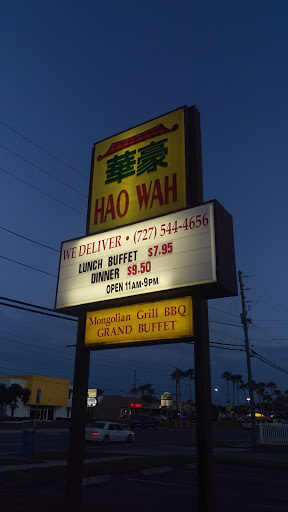 華豪
HAO WAH
WE DELIVER • (727) 544-4656
LUNCH BUFFET $7.95
DINNER $9.50
OPEN 11AM-9PM
Mongolian Grill BBQ
GRAND BUFFET